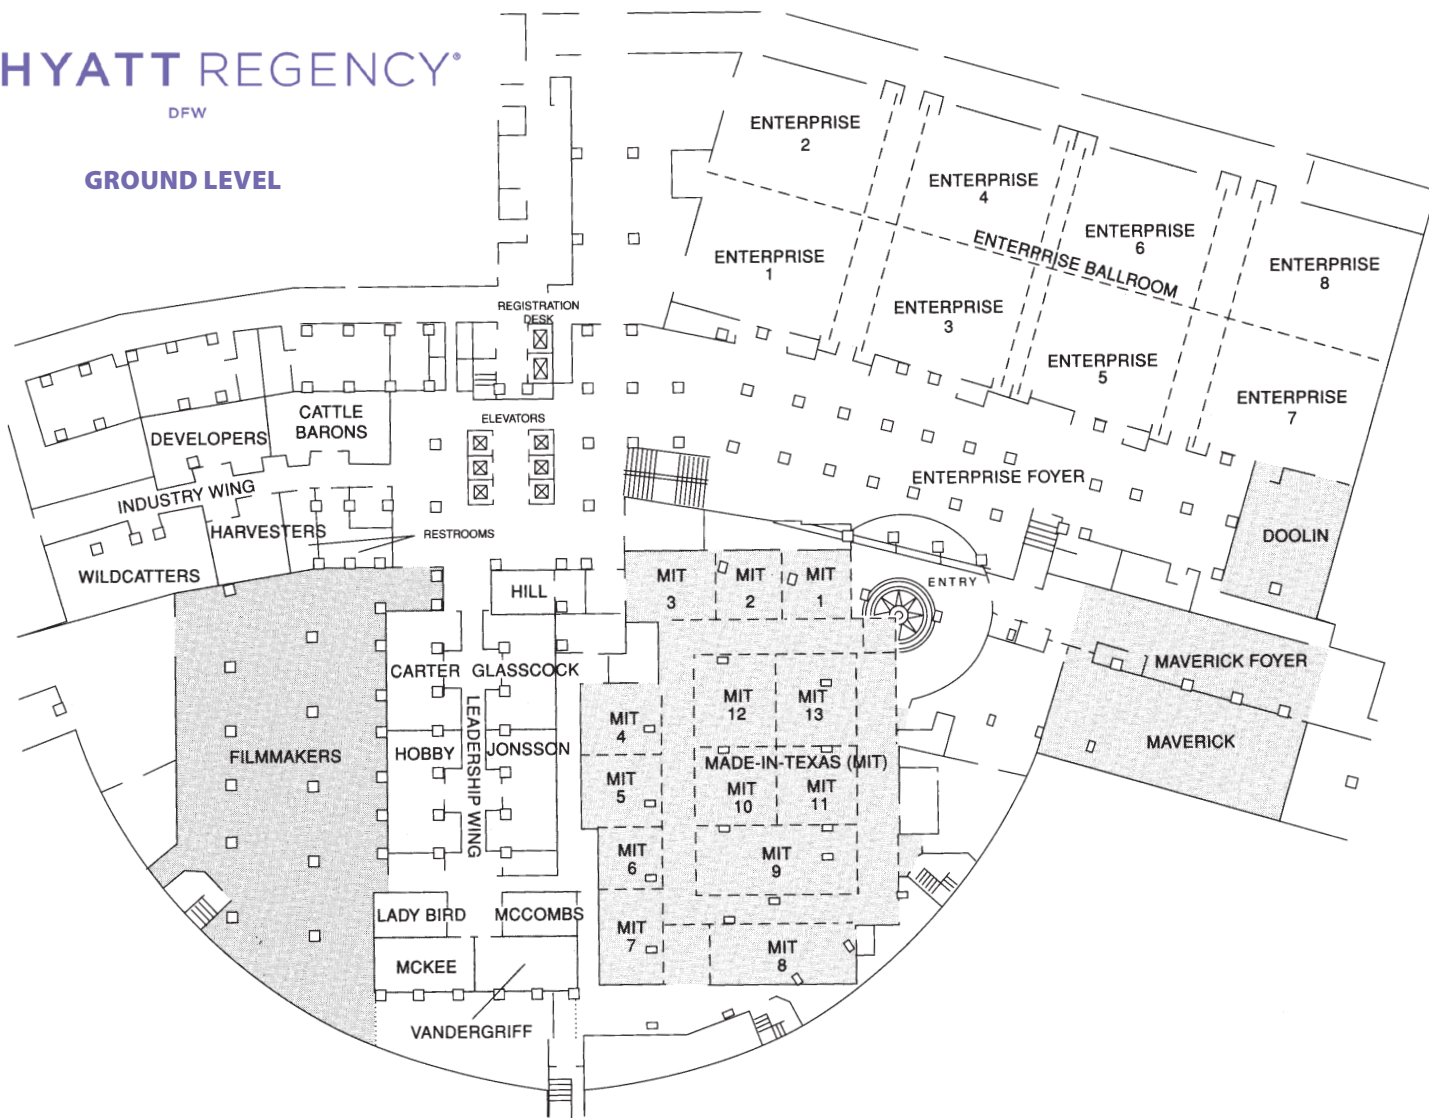 HYATT REGENCY®
DFW
GROUND LEVEL
ENTERPRISE
2
ENTERPRISE
4
ENTERPRISE
6
ENTERPRISE
8
ENTERPRISE
1
ENTERPRISE BALLROOM
ENTERPRISE
3
ENTERPRISE
5
ENTERPRISE
7
REGISTRATION
DESK
ELEVATORS
CATTLE
BARONS
DEVELOPERS
INDUSTRY WING
HARVESTERS
WILDCATTERS
RESTROOMS
ENTERPRISE FOYER
DOOLIN
ENTRY
MAVERICK FOYER
MAVERICK
HILL
MIT
3
MIT
2
MIT
1
CARTER
GLASSCOCK
LEADERSHIP WING
HOBBY
JONSSON
FILMMAKERS
MIT
4
MIT
12
MIT
13
MADE-IN-TEXAS (MIT)
MIT
5
MIT
10
MIT
11
MIT
6
MIT
9
MIT
7
MIT
8
LADY BIRD
MCCOMBS
MCKEE
VANDERGRIFF